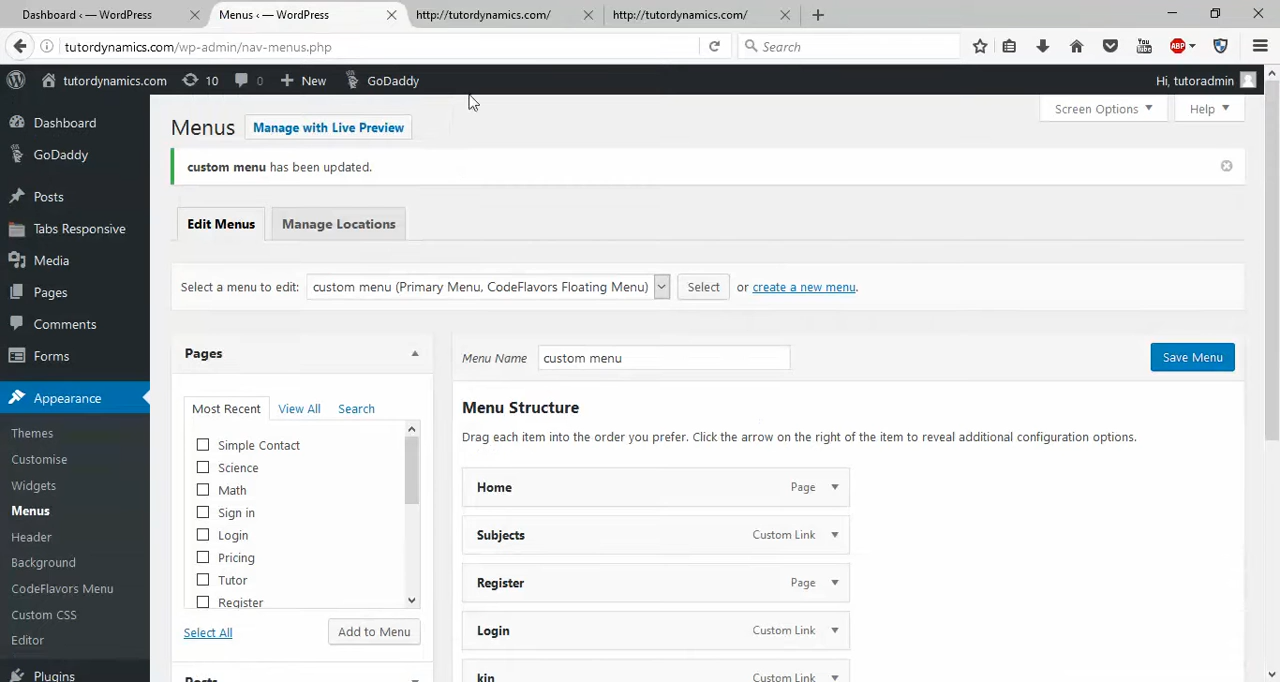 Dashboard ‹ — WordPress
Menus ‹ — WordPress
http://tutordynamics.com/
http://tutordynamics.com/
tutordynamics.com/wp-admin/nav-menus.php
Search
You Tube
ABP
tutordynamics.com
10
0
New
GoDaddy
Hi, tutoradmin
Dashboard
GoDaddy
Posts
Tabs Responsive
Media
Pages
Comments
Forms
Appearance
Themes
Customise
Widgets
Menus
Header
Background
CodeFlavors Menu
Custom CSS
Editor
Plugins
Screen Options
Help
Menus
Manage with Live Preview
custom menu has been updated.
Edit Menus
Manage Locations
Select a menu to edit:
custom menu (Primary Menu, CodeFlavors Floating Menu)
Select
or create a new menu.
Pages
Most Recent
View All
Search
Simple Contact
Science
Math
Sign in
Login
Pricing
Tutor
Register
Select All
Add to Menu
Posts
Menu Name
custom menu
Save Menu
Menu Structure
Drag each item into the order you prefer. Click the arrow on the right of the item to reveal additional configuration options.
Home
Page
Subjects
Custom Link
Register
Page
Login
Custom Link
kin
Custom Link